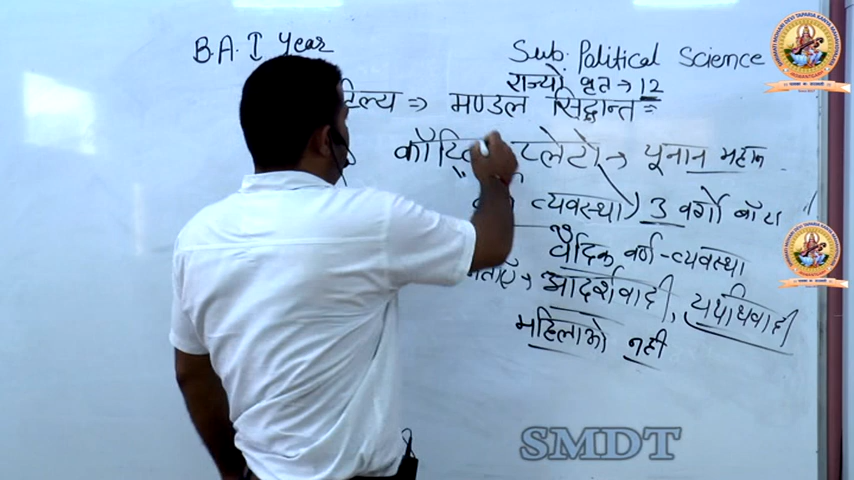 B.A. I Year
Sub. Political Science
राज्यों वृत → 12
टिल्य ⇒ मण्डल सिद्धान्त =
प्लेटो → यूनान महान
व्यवस्था) 3 वर्गो बाँटा
वैदिक वर्ण-व्यवस्था
आदर्शवादी, यथार्थवादी
महिलाओ नही
SMDT